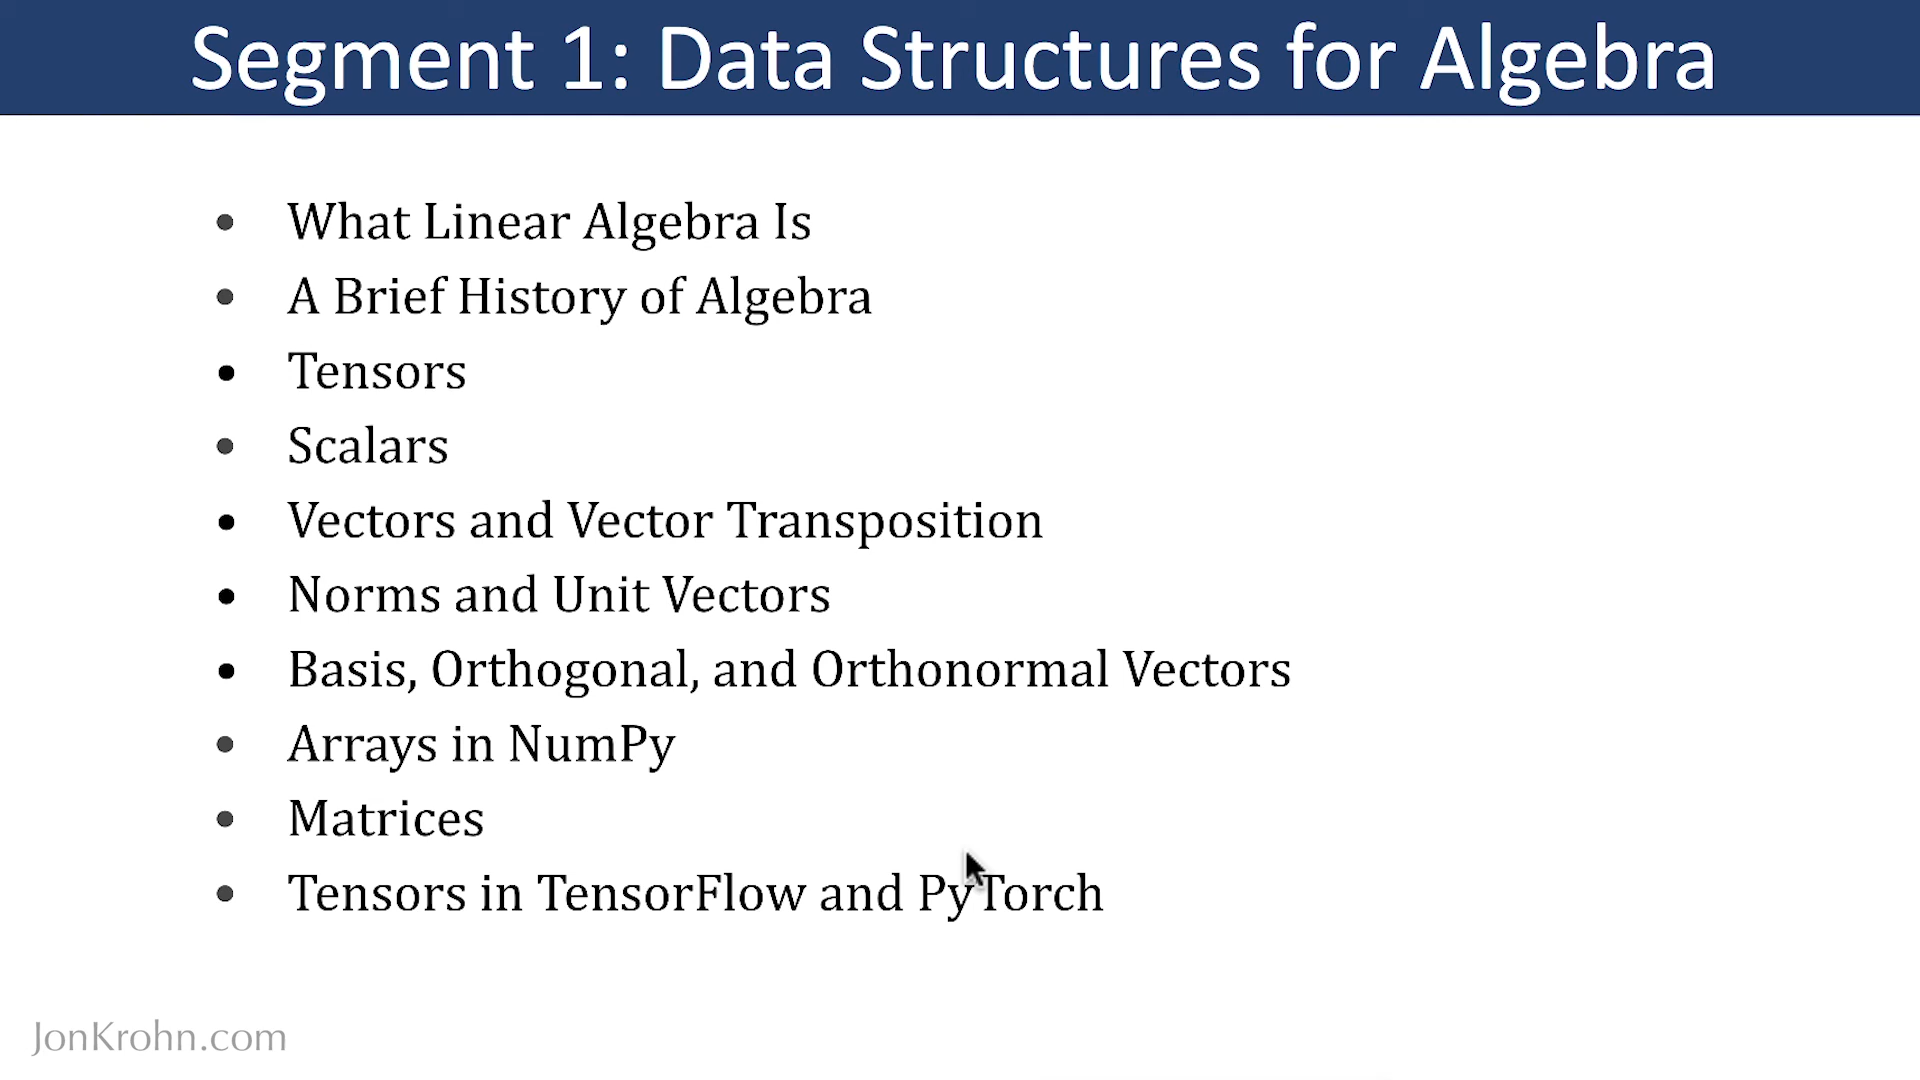 Segment 1: Data Structures for Algebra
• What Linear Algebra Is
• A Brief History of Algebra
• Tensors
• Scalars
• Vectors and Vector Transposition
• Norms and Unit Vectors
• Basis, Orthogonal, and Orthonormal Vectors
• Arrays in NumPy
• Matrices
• Tensors in TensorFlow and PyTorch
JonKrohn.com